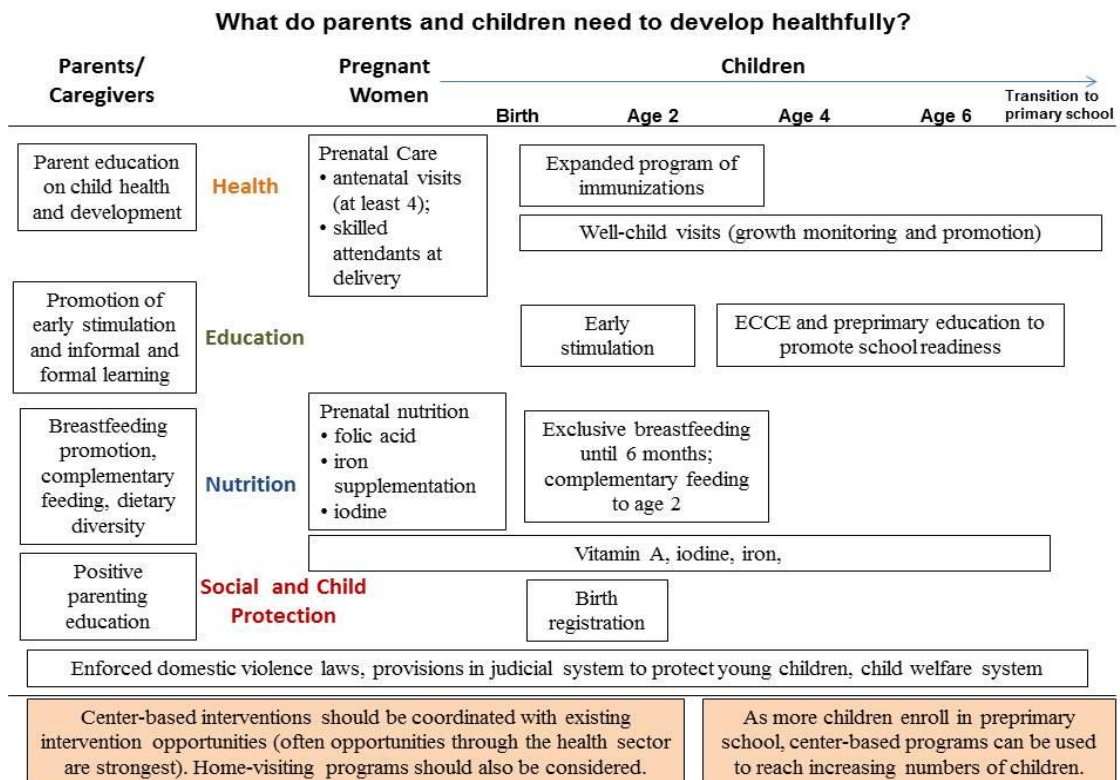 What do parents and children need to develop healthfully?
Parents/
Caregivers
Pregnant
Women
Children
Birth
Age 2
Age 4
Age 6
Transition to
primary school
Parent education
on child health
and development
Health
Prenatal Care
• antenatal visits
(at least 4);
• skilled
attendants at
delivery
Expanded program of
immunizations
Well-child visits (growth monitoring and promotion)
Promotion of
early stimulation
and informal and
formal learning
Education
Early
stimulation
ECCE and preprimary education to
promote school readiness
Breastfeeding
promotion,
complementary
feeding, dietary
diversity
Nutrition
Prenatal nutrition
• folic acid
• iron
supplementation
• iodine
Exclusive breastfeeding
until 6 months;
complementary feeding
to age 2
Vitamin A, iodine, iron,
Positive
parenting
education
Social and Child
Protection
Birth
registration
Enforced domestic violence laws, provisions in judicial system to protect young children, child welfare system
Center-based interventions should be coordinated with existing
intervention opportunities (often opportunities through the health sector
are strongest). Home-visiting programs should also be considered.
As more children enroll in preprimary
school, center-based programs can be used
to reach increasing numbers of children.